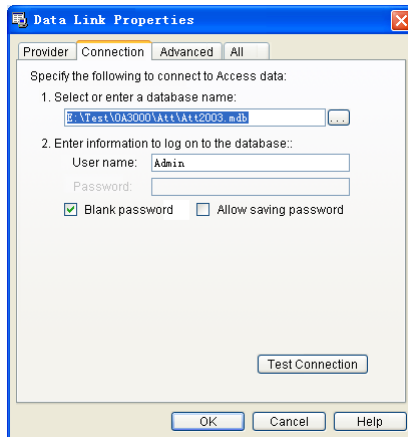 Data Link Properties
Provider Connection Advanced All
Specify the following to connect to Access data:
1. Select or enter a database name:
E:\Test\OA3000\Att\Att2003.mdb ...
2. Enter information to log on to the database::
User name: Admin
Password:
Blank password Allow saving password
Test Connection
OK Cancel Help